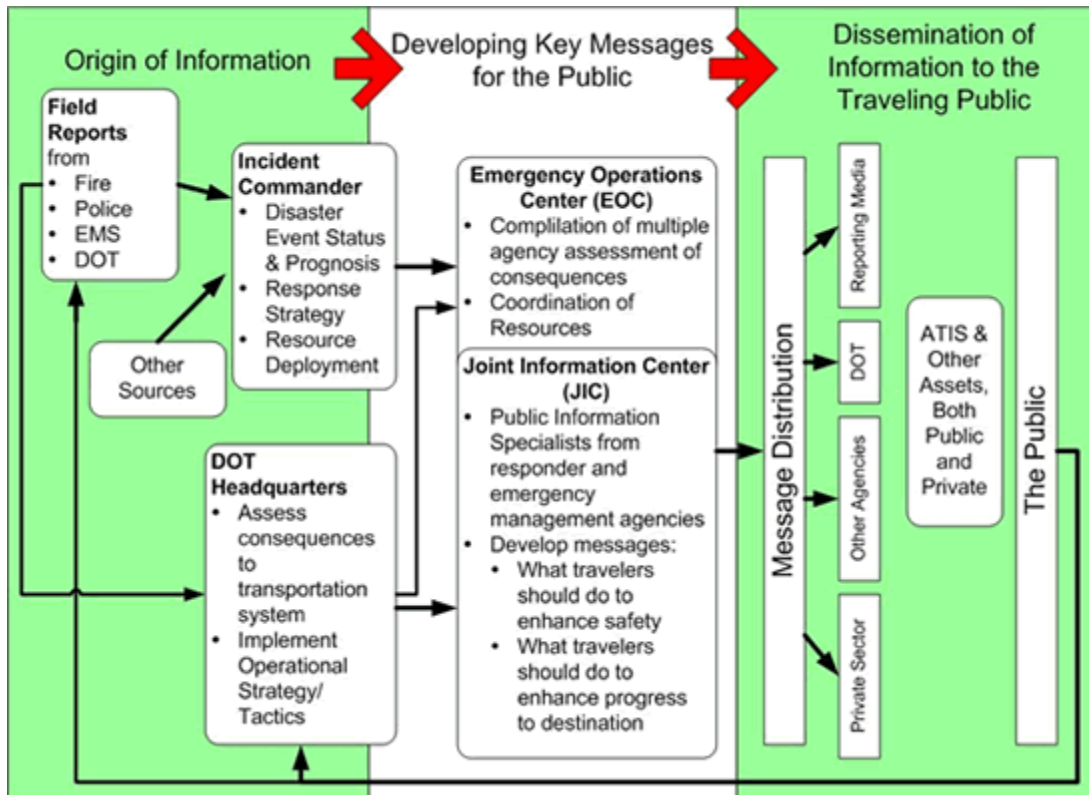 Origin of Information
Developing Key Messages
for the Public
Dissemination of
Information to the
Traveling Public
Field
Reports
from
• Fire
• Police
• EMS
• DOT
Other
Sources
Incident
Commander
• Disaster
Event Status
& Prognosis
• Response
Strategy
• Resource
Deployment
DOT
Headquarters
• Assess
consequences
to
transportation
system
• Implement
Operational
Strategy/
Tactics
Emergency Operations
Center (EOC)
• Complilation of multiple
agency assessment of
consequences
• Coordination of
Resources
Joint Information Center
(JIC)
• Public Information
Specialists from
responder and
emergency
management agencies
• Develop messages:
• What travelers
should do to
enhance safety
• What travelers
should do to
enhance progress
to destination
Message Distribution
Reporting Media
DOT
Other Agencies
Private Sector
ATIS &
Other
Assets,
Both
Public
and
Private
The Public